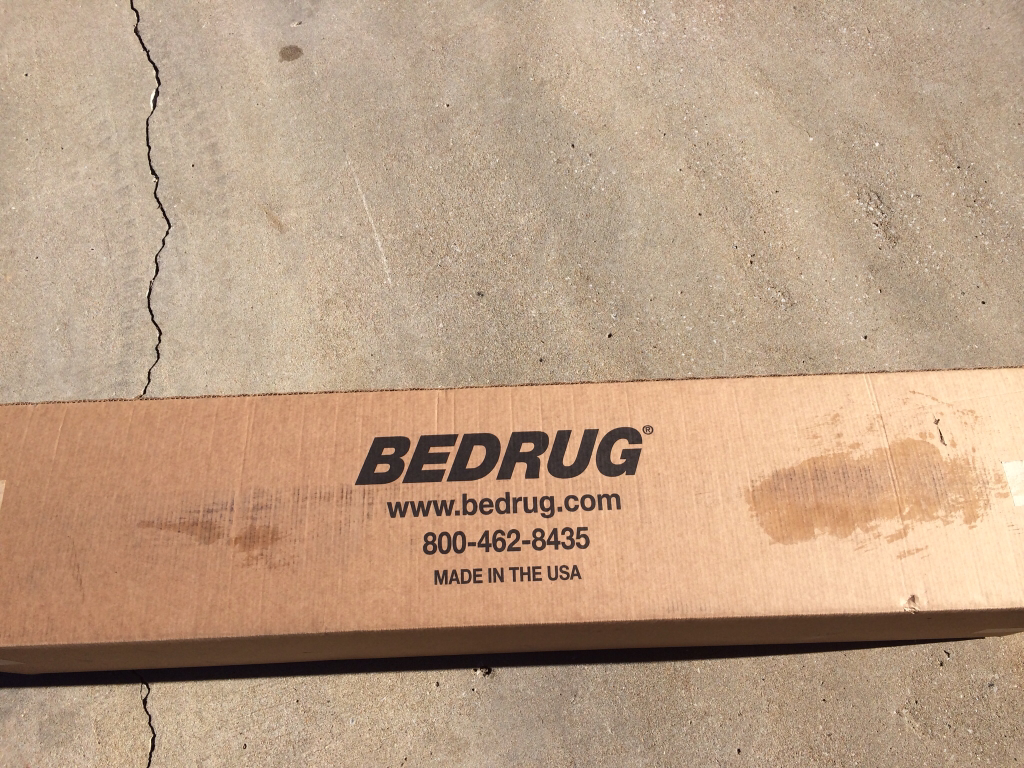 BEDRUG®
www.bedrug.com
800-462-8435
MADE IN THE USA